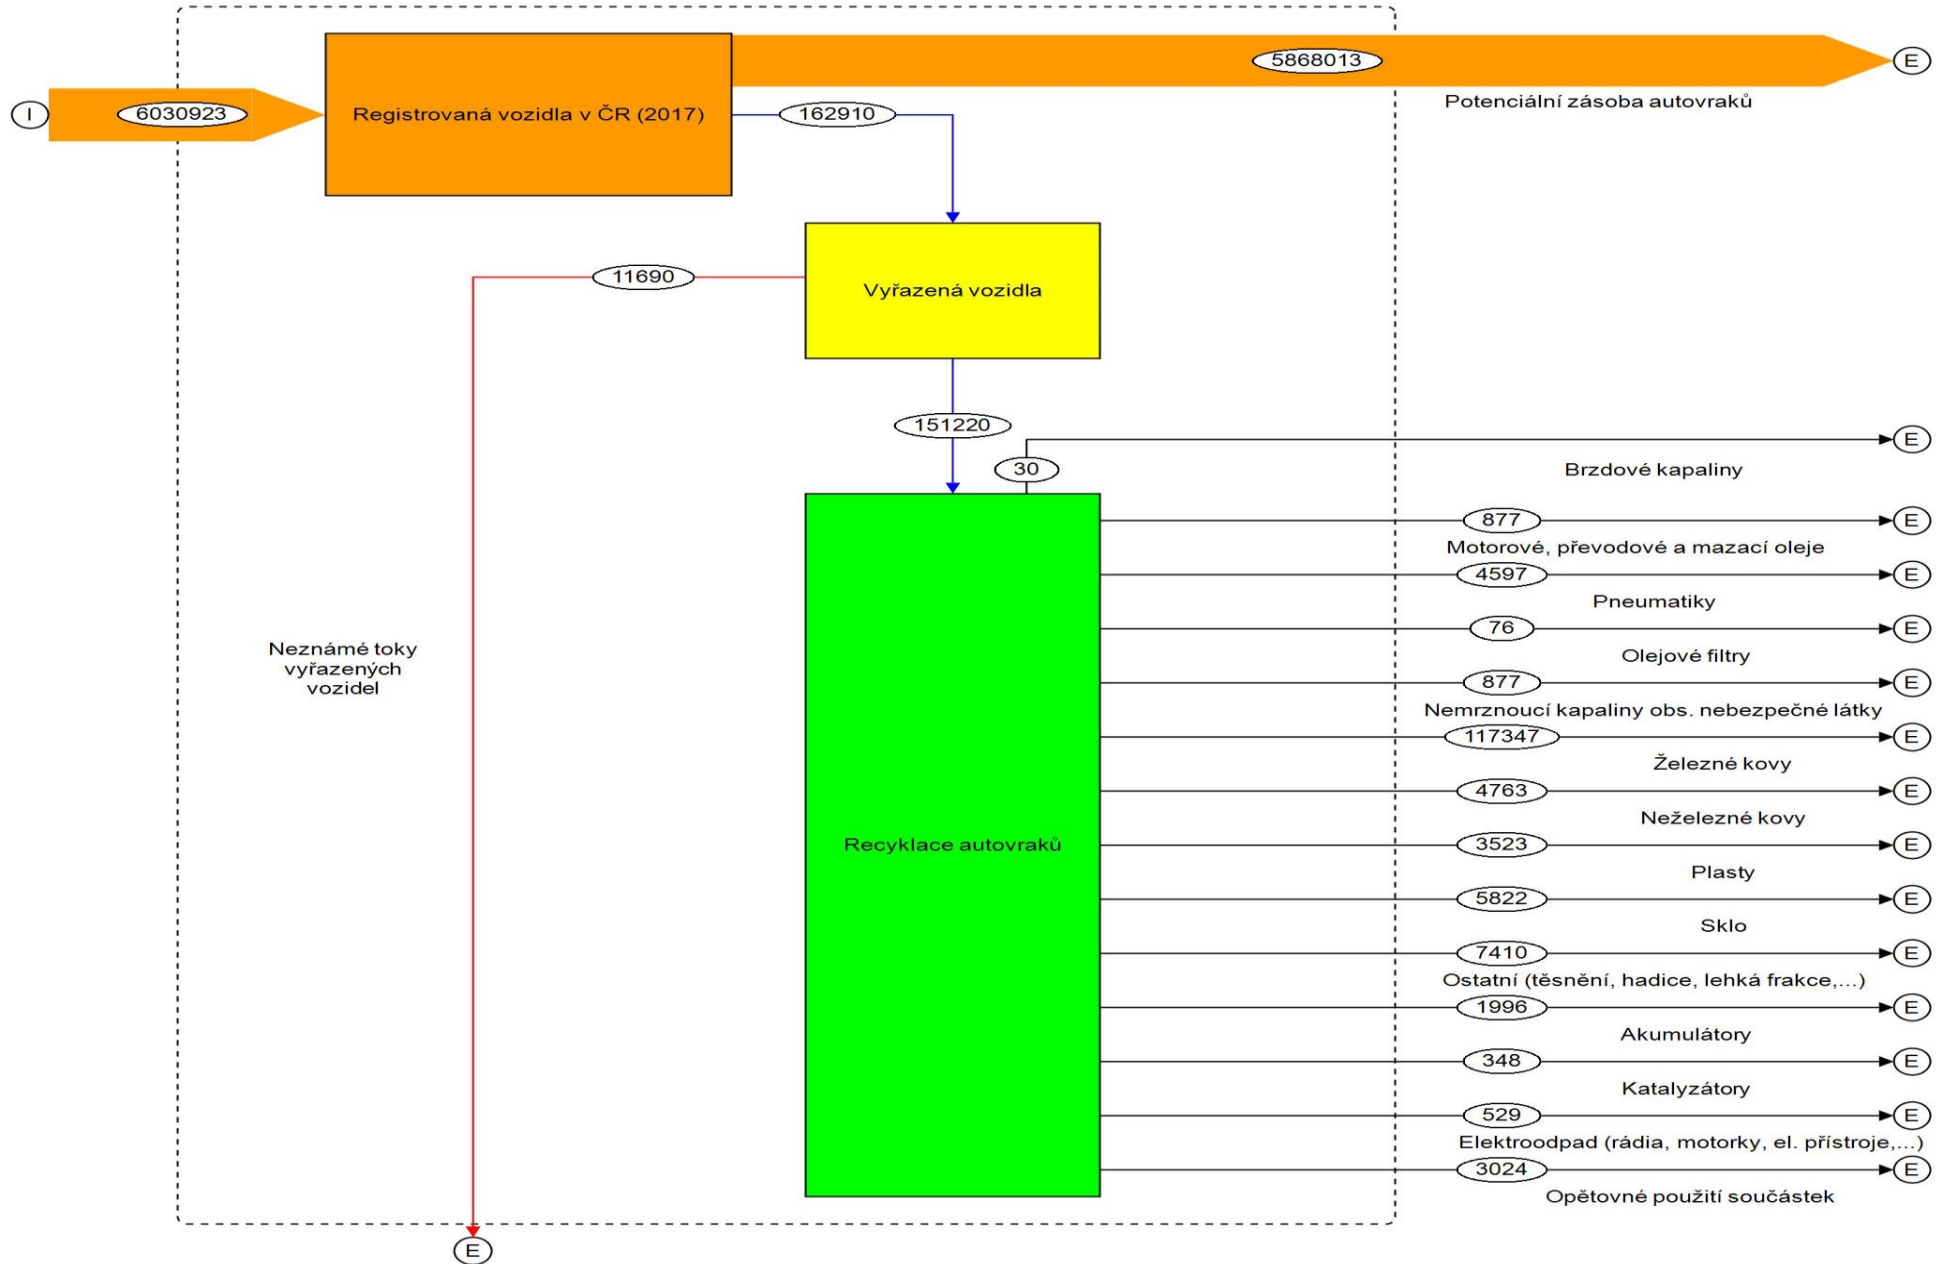 5868013
E
I
6030923
Registrovaná vozidla v ČR (2017)
162910
Potenciální zásoba autovraků
11690
Vyřazená vozidla
151220
E
30
Brzdové kapaliny
877
E
Motorové, převodové a mazací oleje
4597
E
Pneumatiky
76
E
Olejové filtry
Neznámé toky
vyřazených
vozidel
877
E
Nemrznoucí kapaliny obs. nebezpečné látky
117347
E
Železné kovy
4763
E
Neželezné kovy
Recyklace autovraků
3523
E
Plasty
5822
E
Sklo
7410
E
Ostatní (těsnění, hadice, lehká frakce,...)
1996
E
Akumulátory
348
E
Katalyzátory
529
E
Elektroodpad (rádia, motorky, el. přístroje,...)
3024
E
Opětovné použití součástek
E